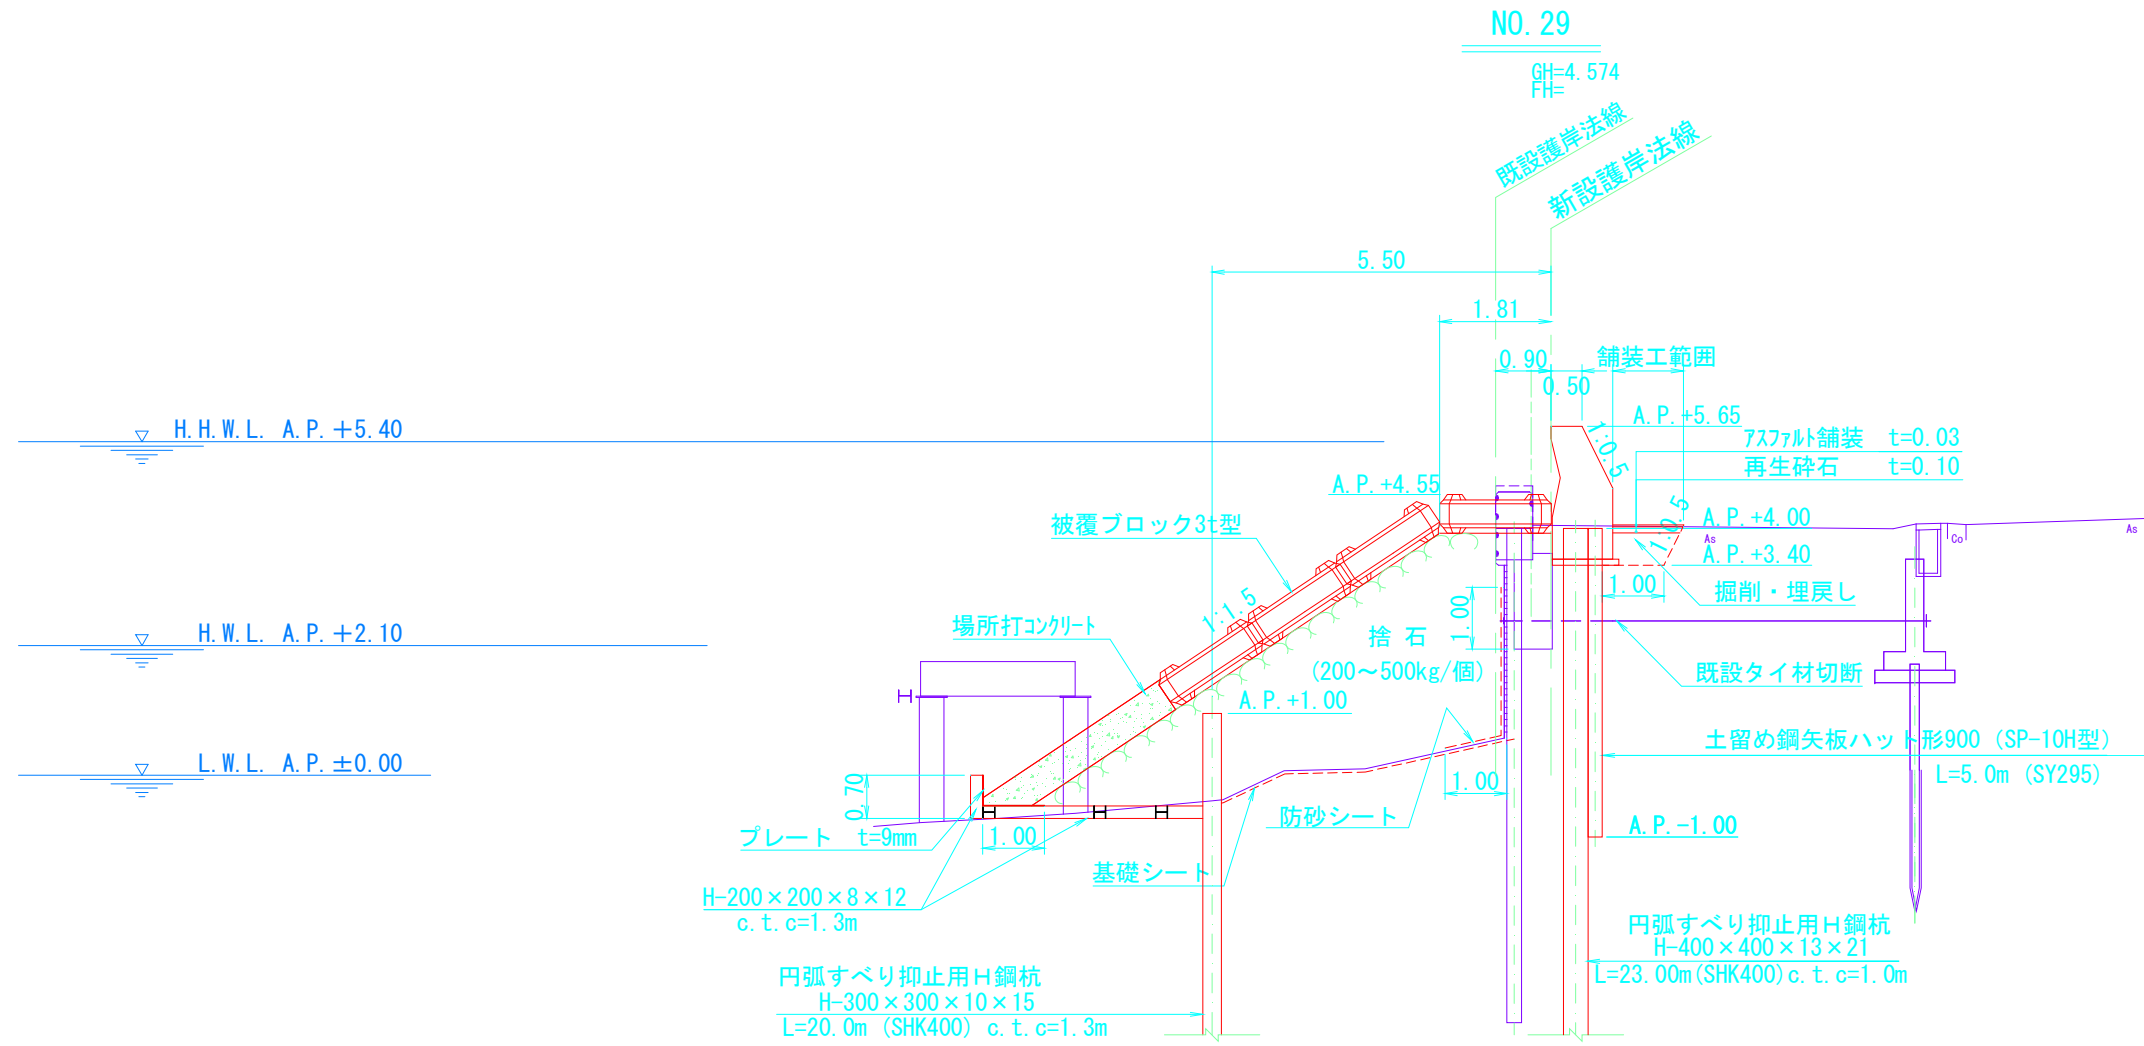 NO.29
GH=4.574
FH=
既設護岸法線
新設護岸法線
5.50
1.81
0.90
舗装工範囲
0.50
H.H.W.L. A.P.+5.40
A.P.+5.65
1:0.5
アスファルト舗装 t=0.03
再生砕石 t=0.10
A.P.+4.55
被覆ブロック3t型
1:0.5
A.P.+4.00
As
Co
As
A.P.+3.40
1.00
掘削・埋戻し
1:1.5
1.00
場所打コンクリート
捨 石
(200～500kg/個)
H.W.L. A.P.+2.10
H
既設タイ材切断
A.P.+1.00
土留め鋼矢板ハット形900 (SP-10H型)
L=5.0m (SY295)
L.W.L. A.P.±0.00
0.70
1.00
防砂シート
A.P.-1.00
プレート t=9mm
1.00
基礎シート
H-200×200×8×12
c.t.c=1.3m
円弧すべり抑止用H鋼杭
H-400×400×13×21
L=23.00m(SHK400)c.t.c=1.0m
円弧すべり抑止用H鋼杭
H-300×300×10×15
L=20.0m (SHK400) c.t.c=1.3m